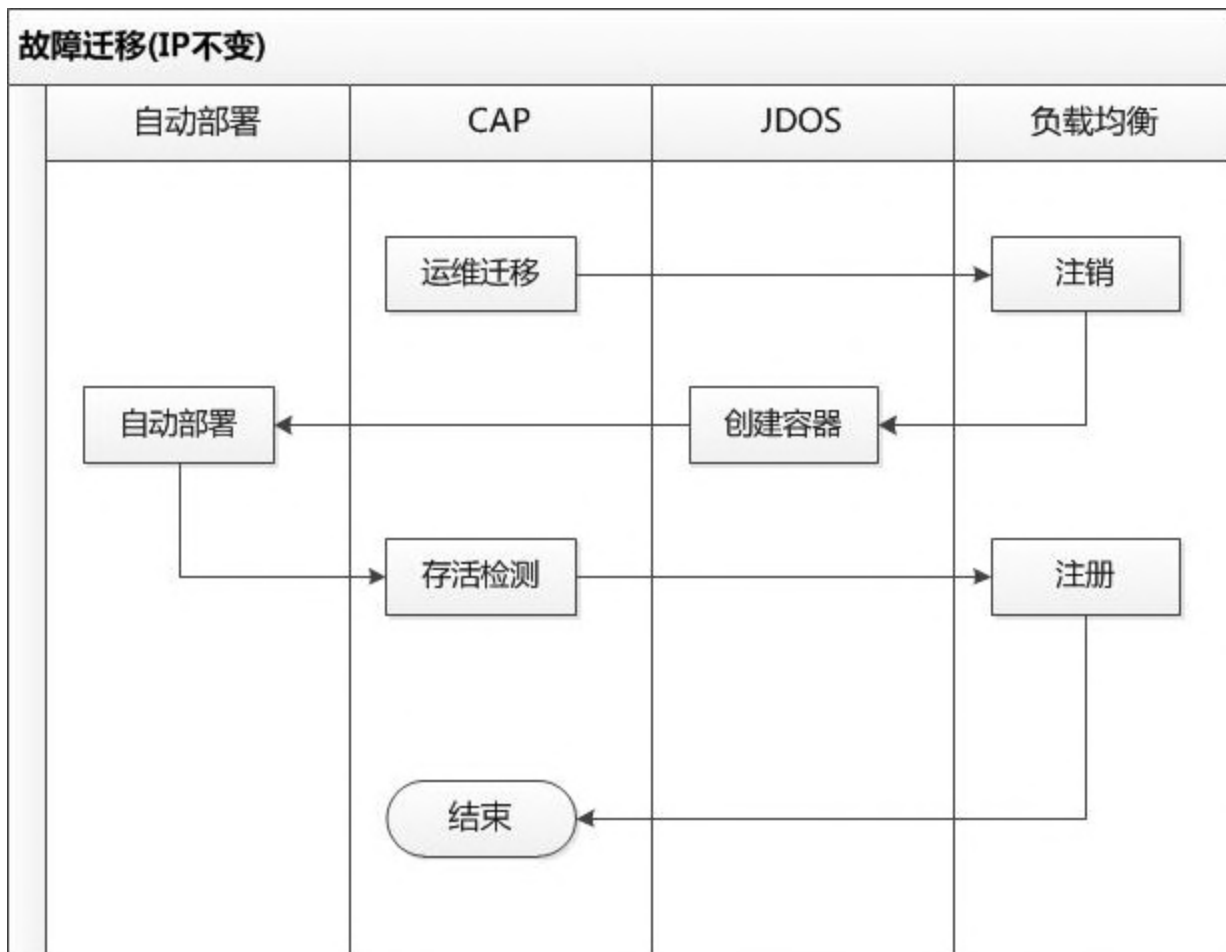 故障迁移(IP不变)
自动部署
CAP
JDOS
负载均衡
运维迁移
注销
自动部署
创建容器
存活检测
注册
结束